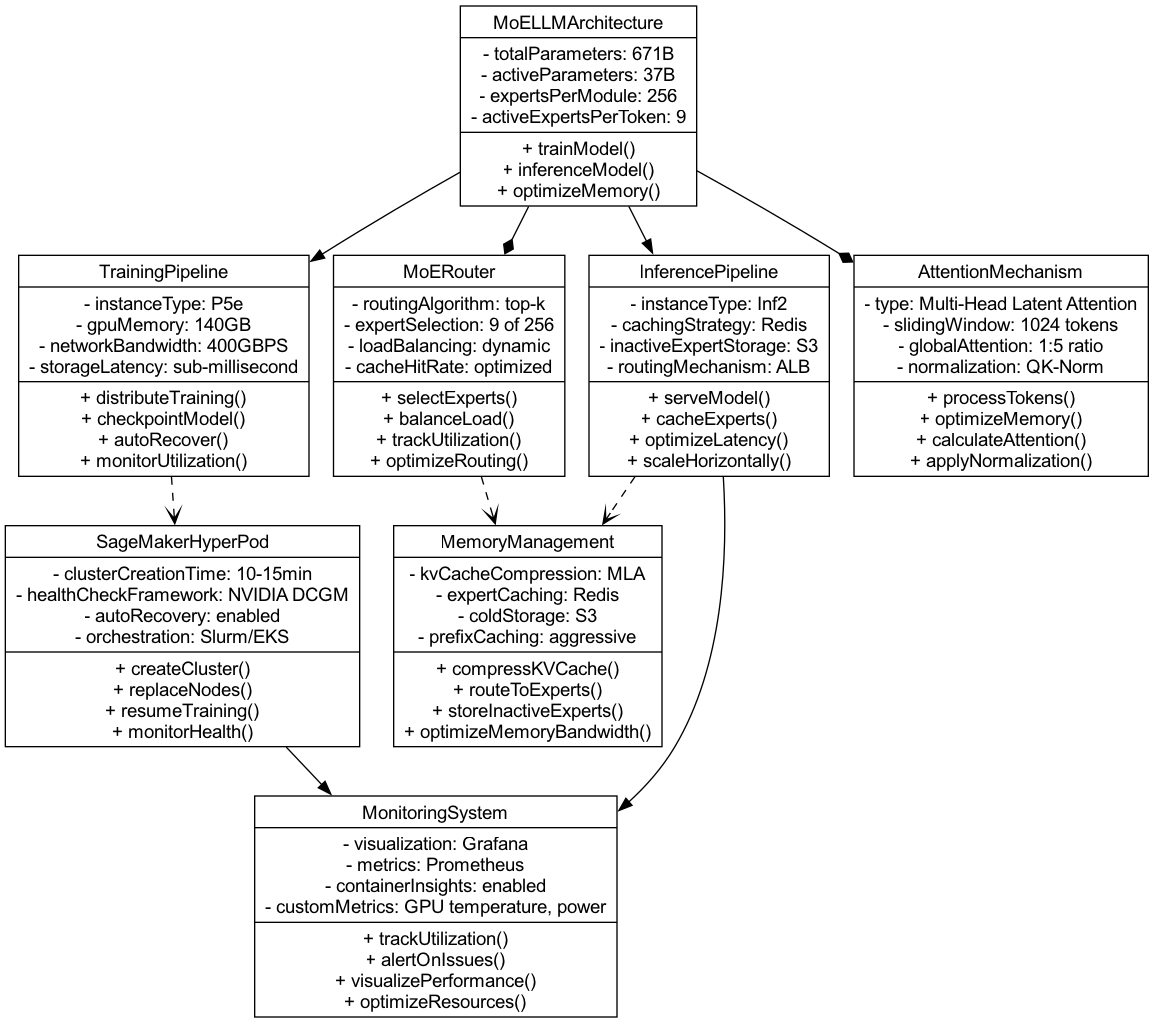 MoELLMArchitecture
- totalParameters: 671B
- activeParameters: 37B
- expertsPerModule: 256
- activeExpertsPerToken: 9
+ trainModel()
+ inferenceModel()
+ optimizeMemory()
TrainingPipeline
- instanceType: P5e
- gpuMemory: 140GB
- networkBandwidth: 400GBPS
- storageLatency: sub-millisecond
+ distributeTraining()
+ checkpointModel()
+ autoRecover()
+ monitorUtilization()
MoERouter
- routingAlgorithm: top-k
- expertSelection: 9 of 256
- loadBalancing: dynamic
- cacheHitRate: optimized
+ selectExperts()
+ balanceLoad()
+ trackUtilization()
+ optimizeRouting()
InferencePipeline
- instanceType: Inf2
- cachingStrategy: Redis
- inactiveExpertStorage: S3
- routingMechanism: ALB
+ serveModel()
+ cacheExperts()
+ optimizeLatency()
+ scaleHorizontally()
AttentionMechanism
- type: Multi-Head Latent Attention
- slidingWindow: 1024 tokens
- globalAttention: 1:5 ratio
- normalization: QK-Norm
+ processTokens()
+ optimizeMemory()
+ calculateAttention()
+ applyNormalization()
SageMakerHyperPod
- clusterCreationTime: 10-15min
- healthCheckFramework: NVIDIA DCGM
- autoRecovery: enabled
- orchestration: Slurm/EKS
+ createCluster()
+ replaceNodes()
+ resumeTraining()
+ monitorHealth()
MemoryManagement
- kvCacheCompression: MLA
- expertCaching: Redis
- coldStorage: S3
- prefixCaching: aggressive
+ compressKVCache()
+ routeToExperts()
+ storeInactiveExperts()
+ optimizeMemoryBandwidth()
MonitoringSystem
- visualization: Grafana
- metrics: Prometheus
- containerInsights: enabled
- customMetrics: GPU temperature, power
+ trackUtilization()
+ alertOnIssues()
+ visualizePerformance()
+ optimizeResources()